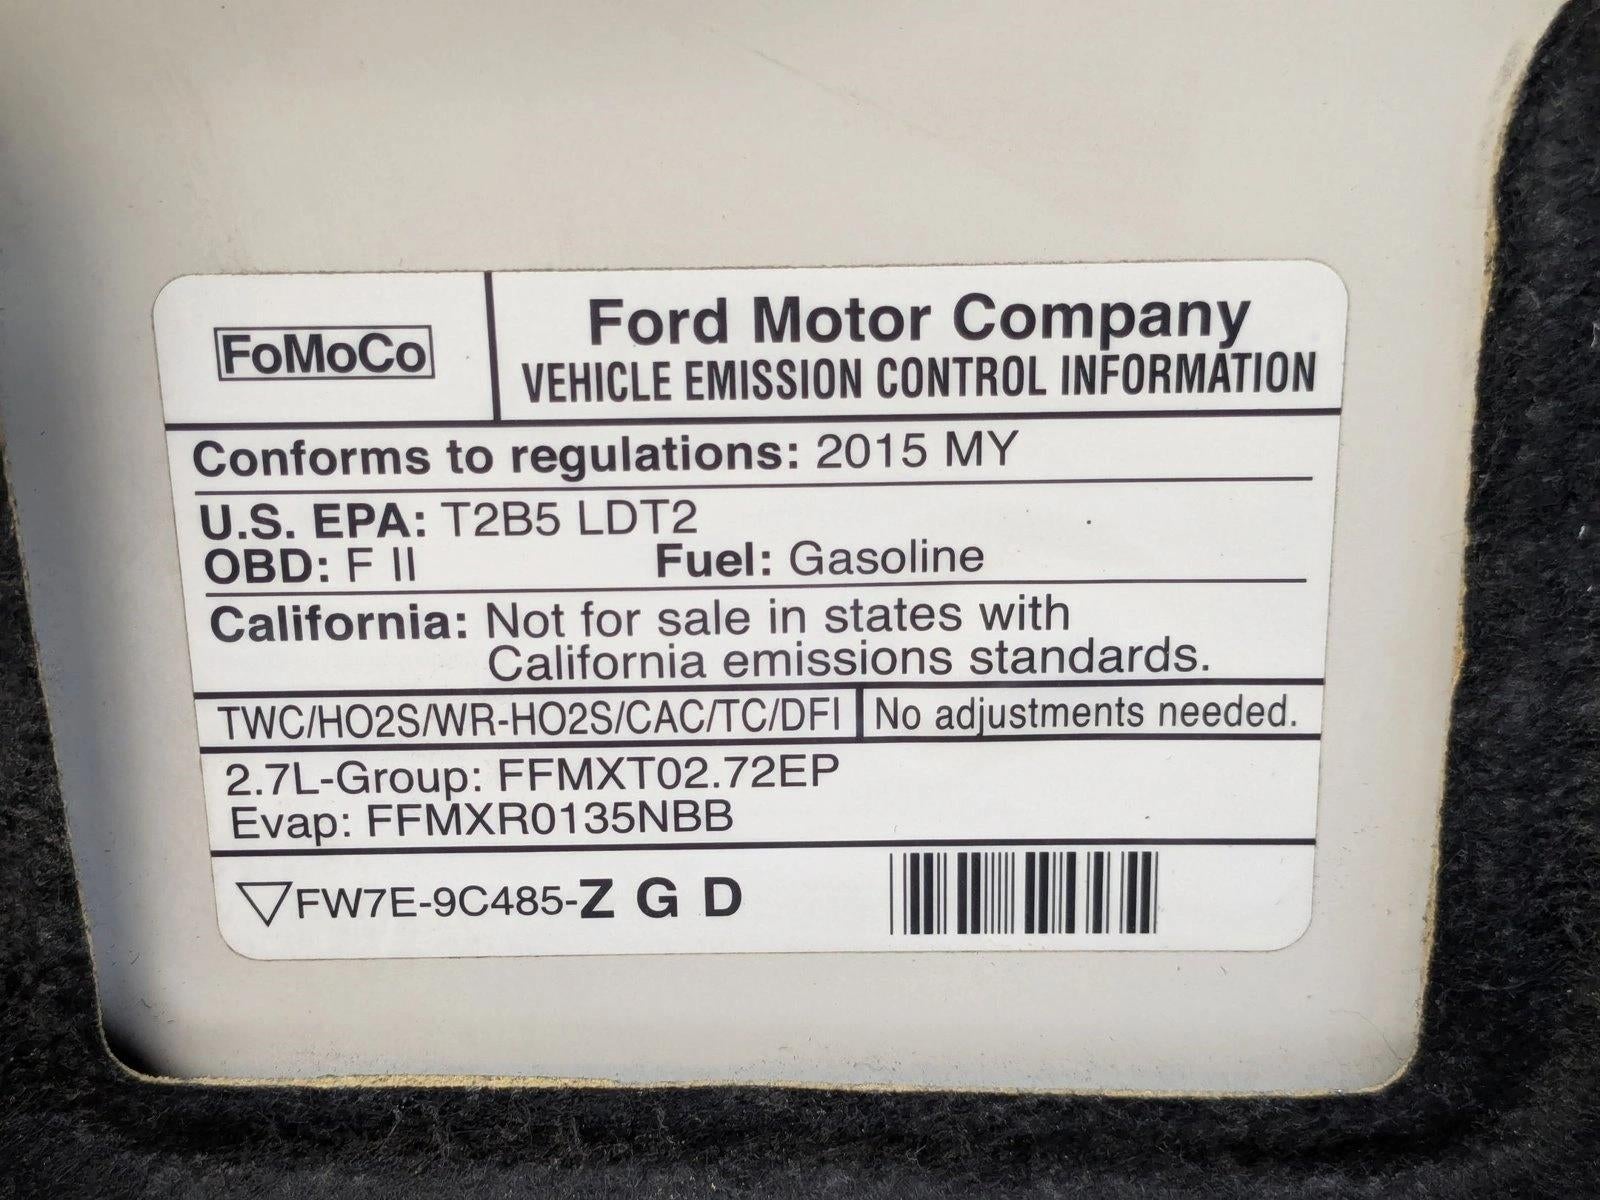 FoMoCo
Ford Motor Company
VEHICLE EMISSION CONTROL INFORMATION
Conforms to regulations: 2015 MY
U.S. EPA: T2B5 LDT2
OBD: F II Fuel: Gasoline
California: Not for sale in states with
California emissions standards.
TWC/HO2S/WR-HO2S/CAC/TC/DFI No adjustments needed.
2.7L-Group: FFMXT02.72EP
Evap: FFMXR0135NBB
FW7E-9C485-Z G D